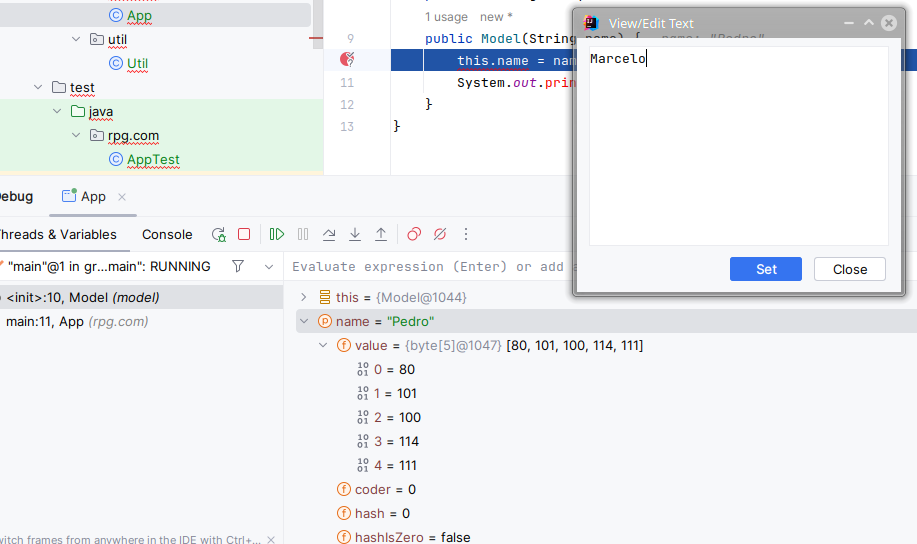 App
util
Util
test
java
rpg.com
AppTest
1 usage new *
9 public Model(String name) { name: "Pedro"
this.name = nam
11 System.out.prin
12 }
13 }
View/Edit Text
Marcelo
Set Close
ebug App
hreads & Variables Console
"main"@1 in gr...main": RUNNING
Evaluate expression (Enter) or add a
<init>:10, Model (model)
main:11, App (rpg.com)
this = {Model@1044}
name = "Pedro"
value = {byte[5]@1047} [80, 101, 100, 114, 111]
0 = 80
1 = 101
2 = 100
3 = 114
4 = 111
coder = 0
hash = 0
hashIsZero = false
witch frames from anywhere in the IDE with Ctrl+...